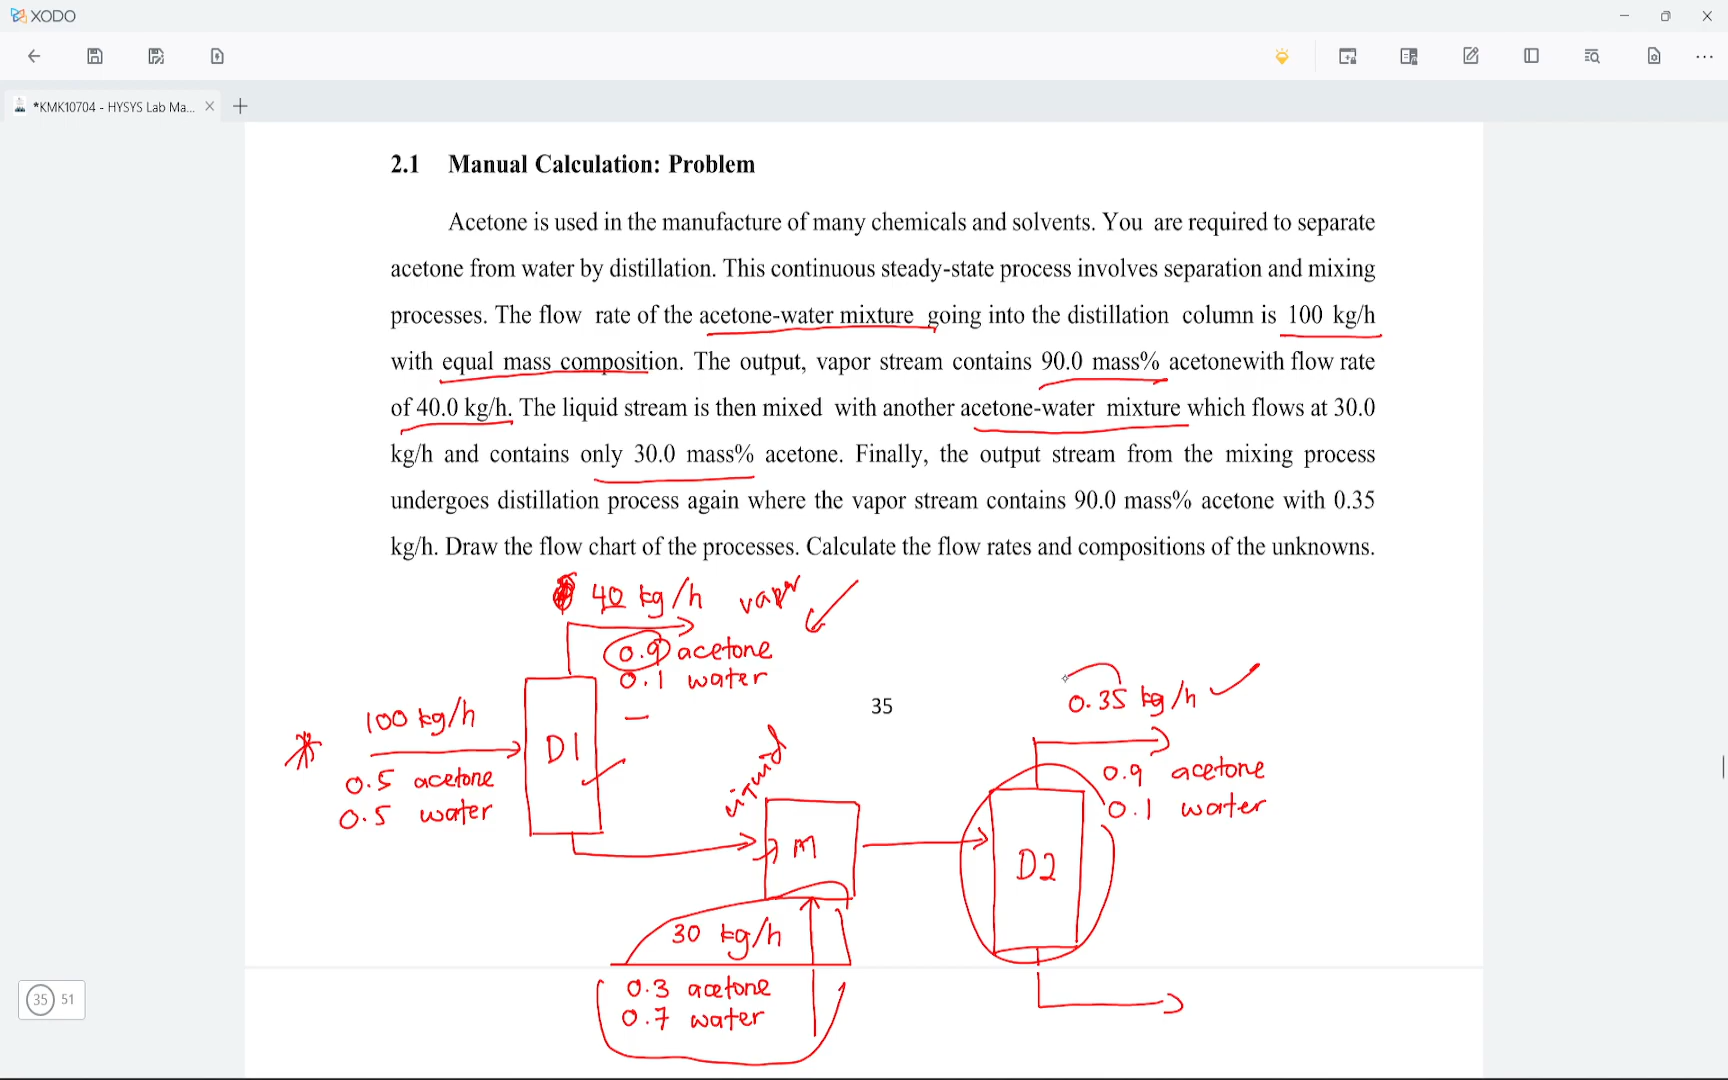 XODO
*KMK10704 - HYSYS Lab Ma...
2.1 Manual Calculation: Problem
Acetone is used in the manufacture of many chemicals and solvents. You are required to separate
acetone from water by distillation. This continuous steady-state process involves separation and mixing
processes. The flow rate of the acetone-water mixture going into the distillation column is 100 kg/h
with equal mass composition. The output, vapor stream contains 90.0 mass% acetonewith flow rate
of 40.0 kg/h. The liquid stream is then mixed with another acetone-water mixture which flows at 30.0
kg/h and contains only 30.0 mass% acetone. Finally, the output stream from the mixing process
undergoes distillation process again where the vapor stream contains 90.0 mass% acetone with 0.35
kg/h. Draw the flow chart of the processes. Calculate the flow rates and compositions of the unknowns.
40 kg/h vapor
0.9 acetone
0.1 water
100 kg/h
0.5 acetone
0.5 water
D1
35
0.35 kg/h
0.9 acetone
0.1 water
liquid
M
D2
30 kg/h
0.3 acetone
0.7 water
35 51